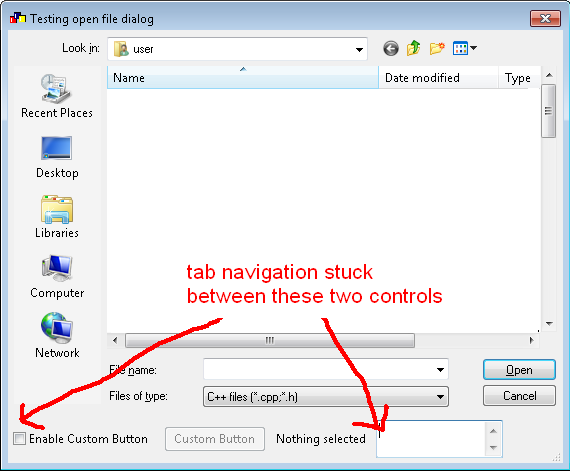 Testing open file dialog
Look in: user
Name Date modified Type
Recent Places
Desktop
Libraries
Computer
Network
tab navigation stuck
between these two controls
File name: Open
Files of type: C++ files (*.cpp;*.h) Cancel
Enable Custom Button Custom Button Nothing selected